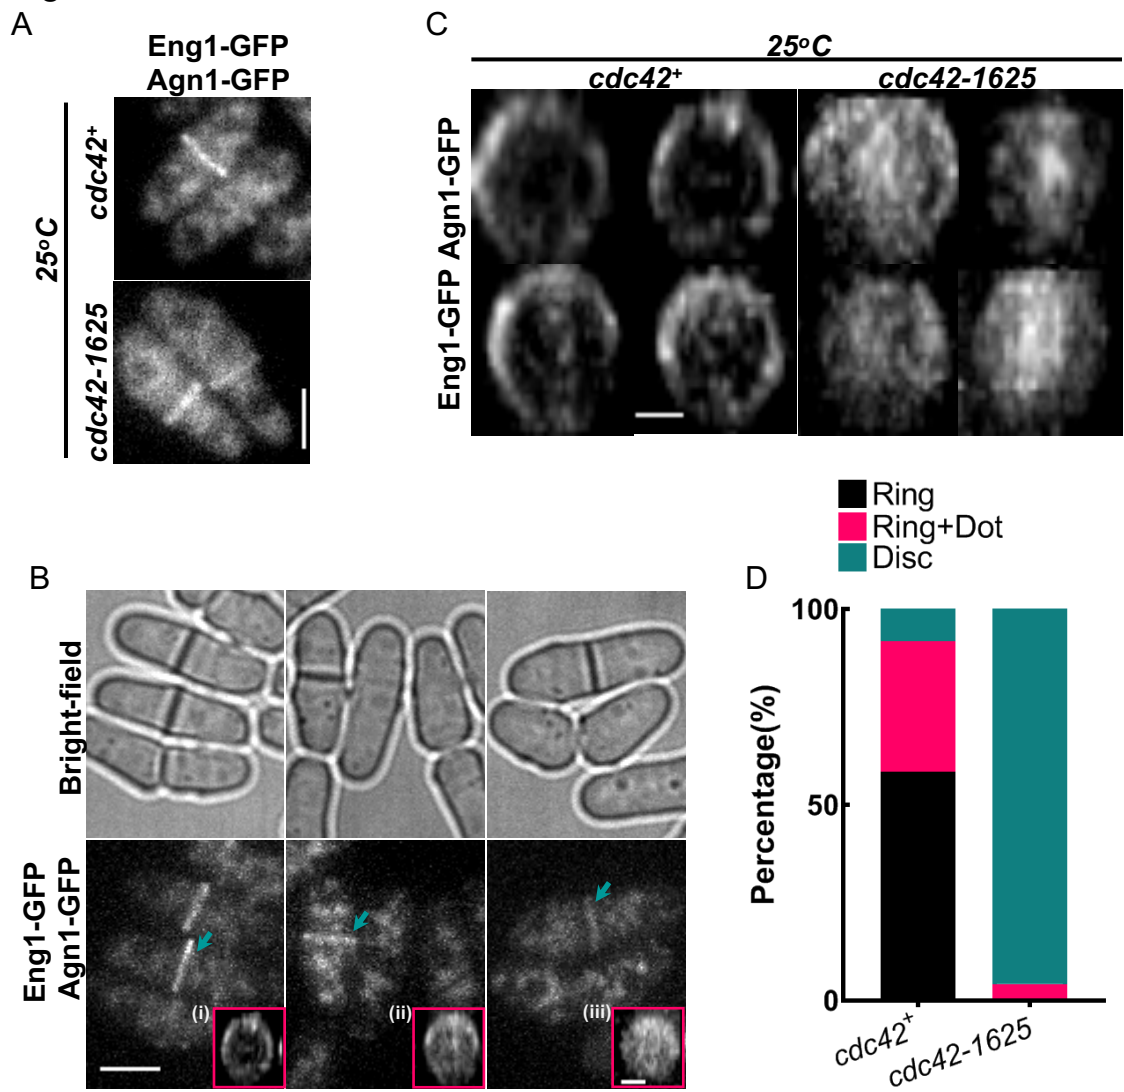 A
Eng1-GFP
Agn1-GFP
25°C
cdc42+
cdc42-1625
C
25°C
cdc42+
cdc42-1625
Agn1-GFP
Eng1-GFP
B
Bright-field
Eng1-GFP
Agn1-GFP
(i)
(ii)
(iii)
Ring
Ring+Dot
Disc
D
Percentage(%)
100
50
0
cdc42+
cdc42-1625